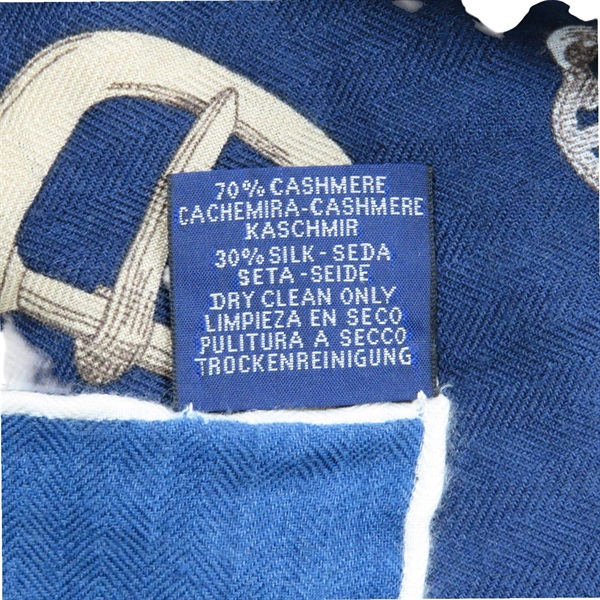 70% CASHMERE
CACHEMIRA-CASHMERE
KASCHMIR
30% SILK - SEDA
SETA - SEIDE
DRY CLEAN ONLY
LIMPIEZA EN SECO
PULITURA A SECCO
TROCKENREINIGUNG